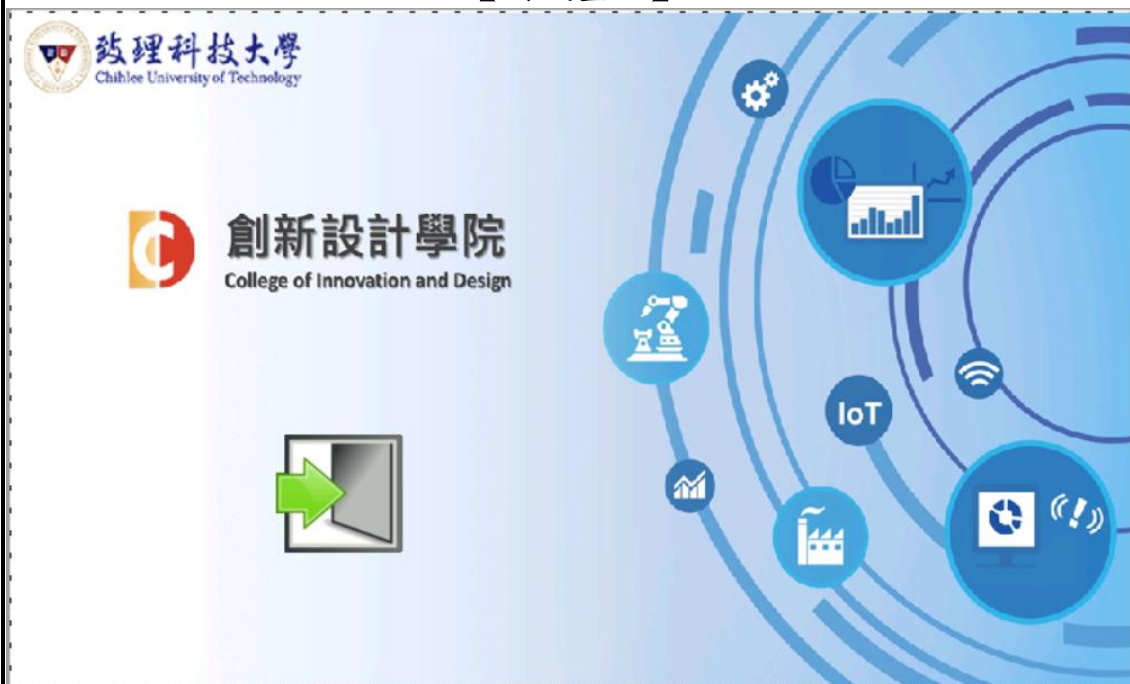 致理科技大學
Chihlee University of Technology
創新設計學院
College of Innovation and Design
IoT